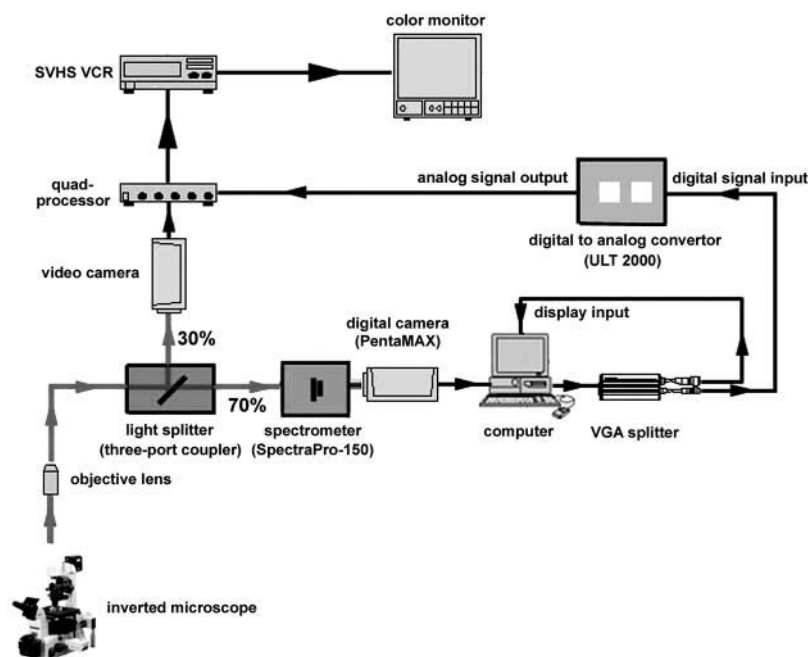 color monitor
SVHS VCR
quad-
processor
analog signal output
digital signal input
digital to analog convertor
(ULT 2000)
video camera
30%
digital camera
(PentaMAX)
display input
70%
light splitter
(three-port coupler)
spectrometer
(SpectraPro-150)
computer
VGA splitter
objective lens
inverted microscope